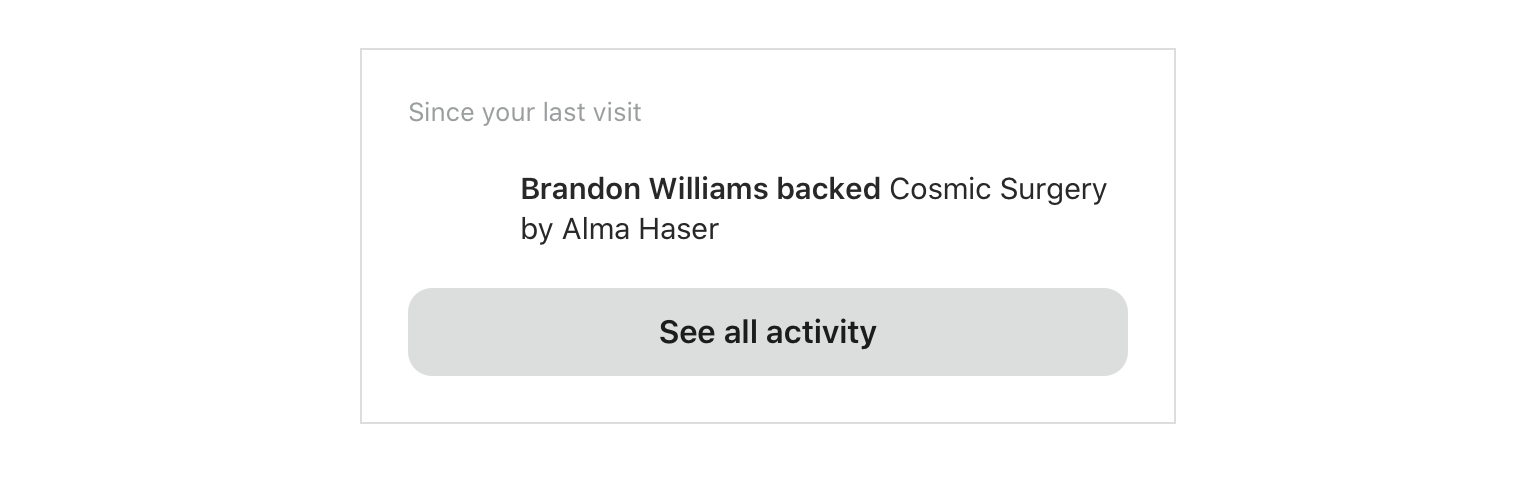 Since your last visit
Brandon Williams backed Cosmic Surgery
by Alma Haser
See all activity